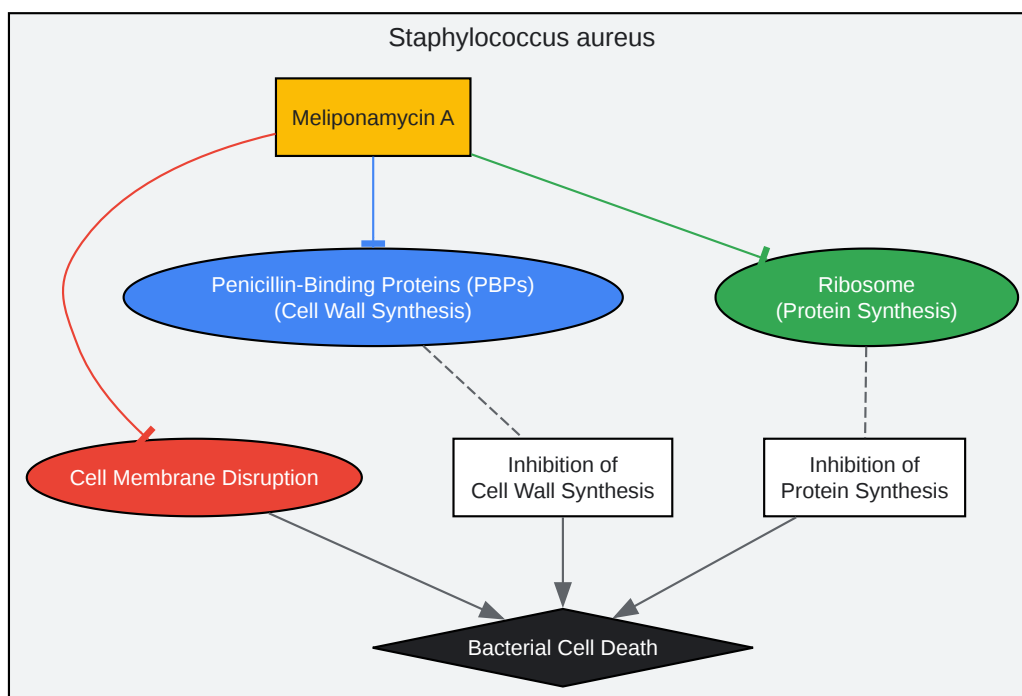 Staphylococcus aureus
Meliponamycin A
Penicillin-Binding Proteins (PBPs)
(Cell Wall Synthesis)
Ribosome
(Protein Synthesis)
Cell Membrane Disruption
Inhibition of
Cell Wall Synthesis
Inhibition of
Protein Synthesis
Bacterial Cell Death